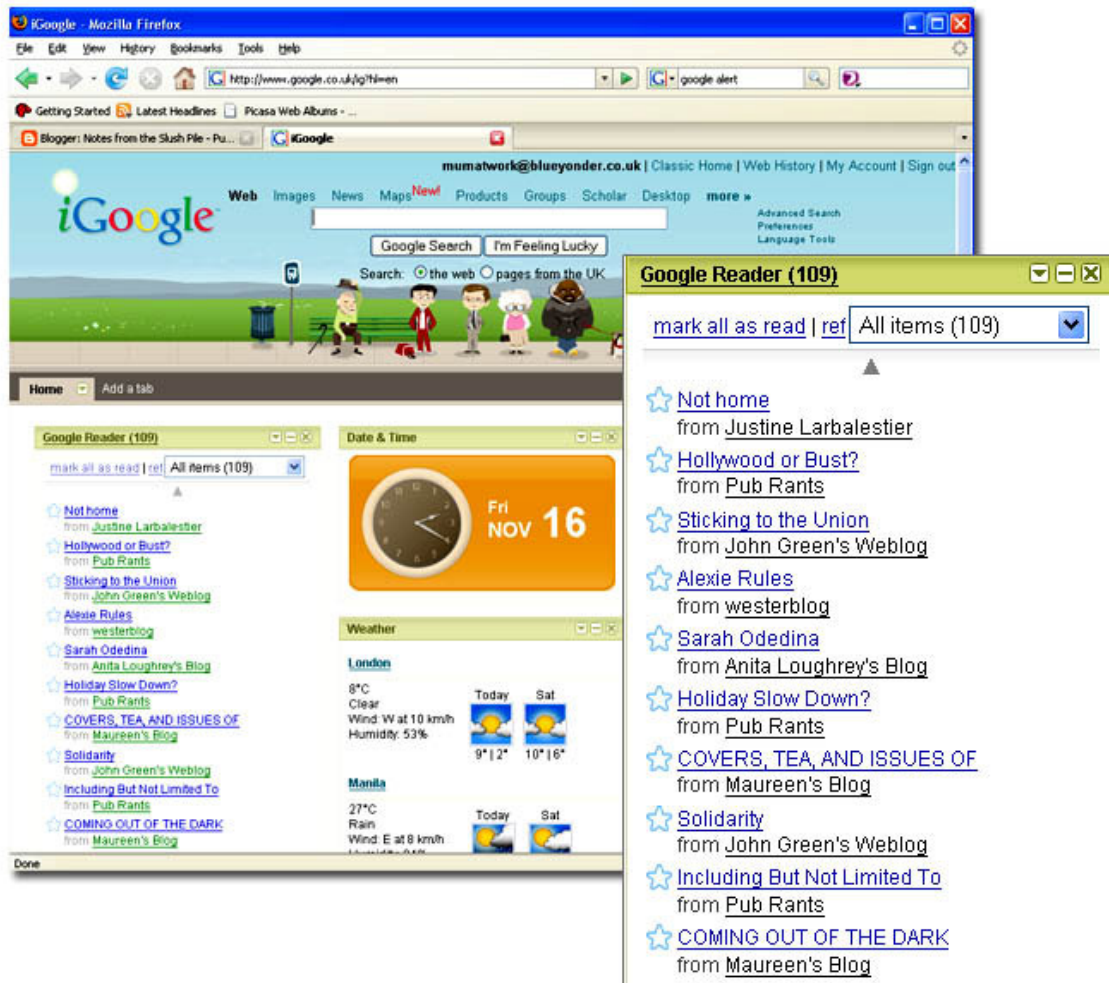 iGoogle - Mozilla Firefox
File Edit View History Bookmarks Tools Help
http://www.google.co.uk/ig?hl=en
google alert
Getting Started Latest Headlines Picasa Web Albums - ...
Blogger: Notes from the Slush Pile - Pu... iGoogle
mumatwork@blueyonder.co.uk | Classic Home | Web History | My Account | Sign out
iGoogle
Web Images News Maps New! Products Groups Scholar Desktop more »
Advanced Search
Preferences
Language Tools
Google Search I'm Feeling Lucky
Search: the web pages from the UK
Home Add a tab
Google Reader (109)
mark all as read | ref All items (109)
Not home
from Justine Larbalestier
Hollywood or Bust?
from Pub Rants
Sticking to the Union
from John Green's Weblog
Alexie Rules
from westerblog
Sarah Odedina
from Anita Loughrey's Blog
Holiday Slow Down?
from Pub Rants
COVERS, TEA, AND ISSUES OF
from Maureen's Blog
Solidarity
from John Green's Weblog
Including But Not Limited To
from Pub Rants
COMING OUT OF THE DARK
from Maureen's Blog
Done
Date & Time
12 1 2 3 4 5 6 7 8 9 10 11
Fri
NOV 16
Weather
London
8°C
Clear
Wind: W at 10 km/h
Humidity: 53%
Today Sat
9° | 2° 10° | 6°
Manila
27°C
Rain
Wind: E at 8 km/h
Today Sat
Google Reader (109)
mark all as read | ref All items (109)
Not home
from Justine Larbalestier
Hollywood or Bust?
from Pub Rants
Sticking to the Union
from John Green's Weblog
Alexie Rules
from westerblog
Sarah Odedina
from Anita Loughrey's Blog
Holiday Slow Down?
from Pub Rants
COVERS, TEA, AND ISSUES OF
from Maureen's Blog
Solidarity
from John Green's Weblog
Including But Not Limited To
from Pub Rants
COMING OUT OF THE DARK
from Maureen's Blog